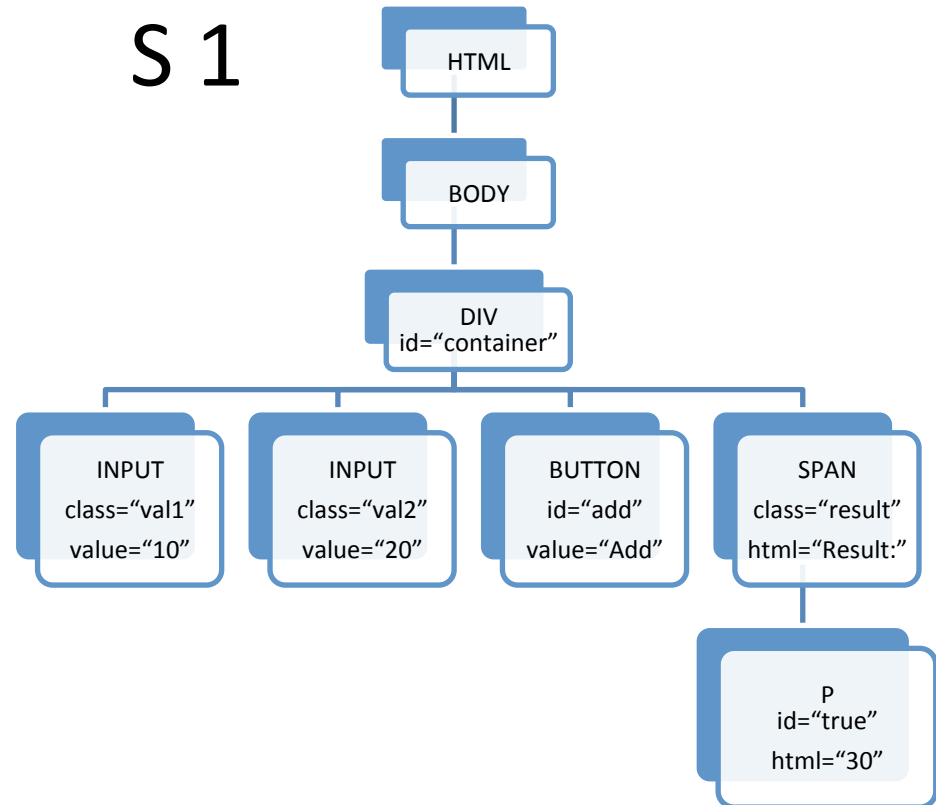 S 1
HTML
BODY
DIV
id=“container”
INPUT
class=“val1”
value=“10”
INPUT
class=“val2”
value=“20”
BUTTON
id=“add”
value=“Add”
SPAN
class=“result”
html=“Result:”
P
id=“true”
html=“30”